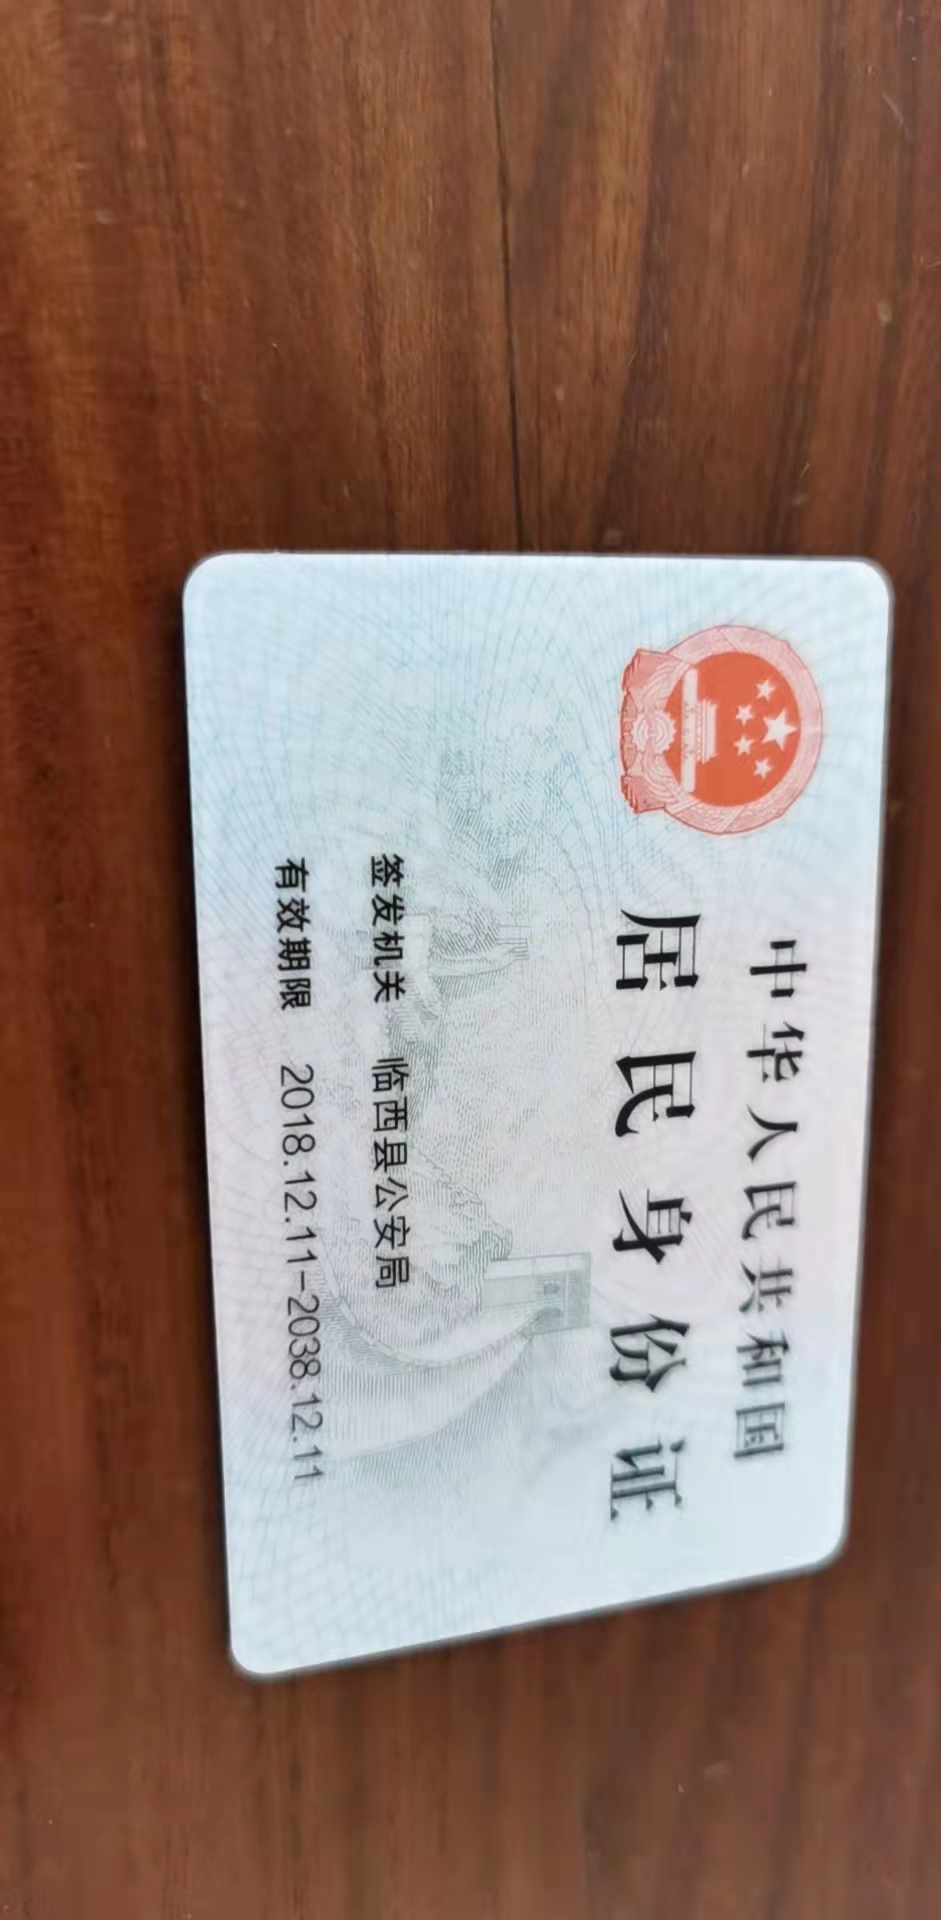 中华人民共和国
居民身份证
签发机关 临西县公安局
有效期限 2018.12.11-2038.12.11